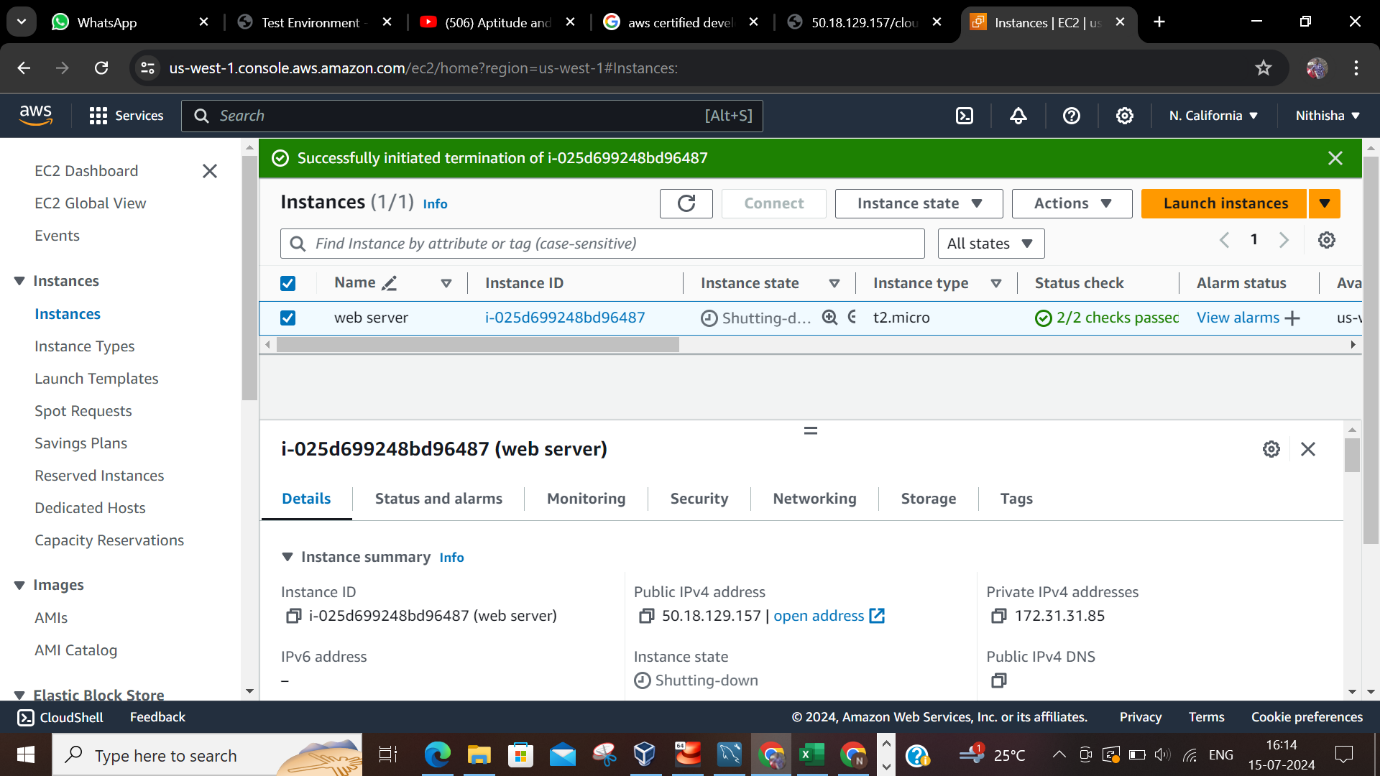 WhatsApp
Test Environment -
(506) Aptitude and
aws certified devel
50.18.129.157/clou
Instances | EC2 | us
us-west-1.console.aws.amazon.com/ec2/home?region=us-west-1#Instances:
aws
Services
Search
[Alt+S]
N. California
Nithisha
EC2 Dashboard
EC2 Global View
Events
Instances
Instances
Instance Types
Launch Templates
Spot Requests
Savings Plans
Reserved Instances
Dedicated Hosts
Capacity Reservations
Images
AMIs
AMI Catalog
Elastic Block Store
Successfully initiated termination of i-025d699248bd96487
Instances (1/1) Info
Connect
Instance state
Actions
Launch instances
Find Instance by attribute or tag (case-sensitive)
All states
1
Name Instance ID Instance state Instance type Status check Alarm status Ava
web server i-025d699248bd96487 Shutting-d... t2.micro 2/2 checks passec View alarms us-v
i-025d699248bd96487 (web server)
Details Status and alarms Monitoring Security Networking Storage Tags
Instance summary Info
Instance ID
i-025d699248bd96487 (web server)
Public IPv4 address
50.18.129.157 | open address
Private IPv4 addresses
172.31.31.85
IPv6 address
–
Instance state
Shutting-down
Public IPv4 DNS
CloudShell Feedback
© 2024, Amazon Web Services, Inc. or its affiliates. Privacy Terms Cookie preferences
Type here to search
64
N
1
25°C
ENG
16:14
15-07-2024